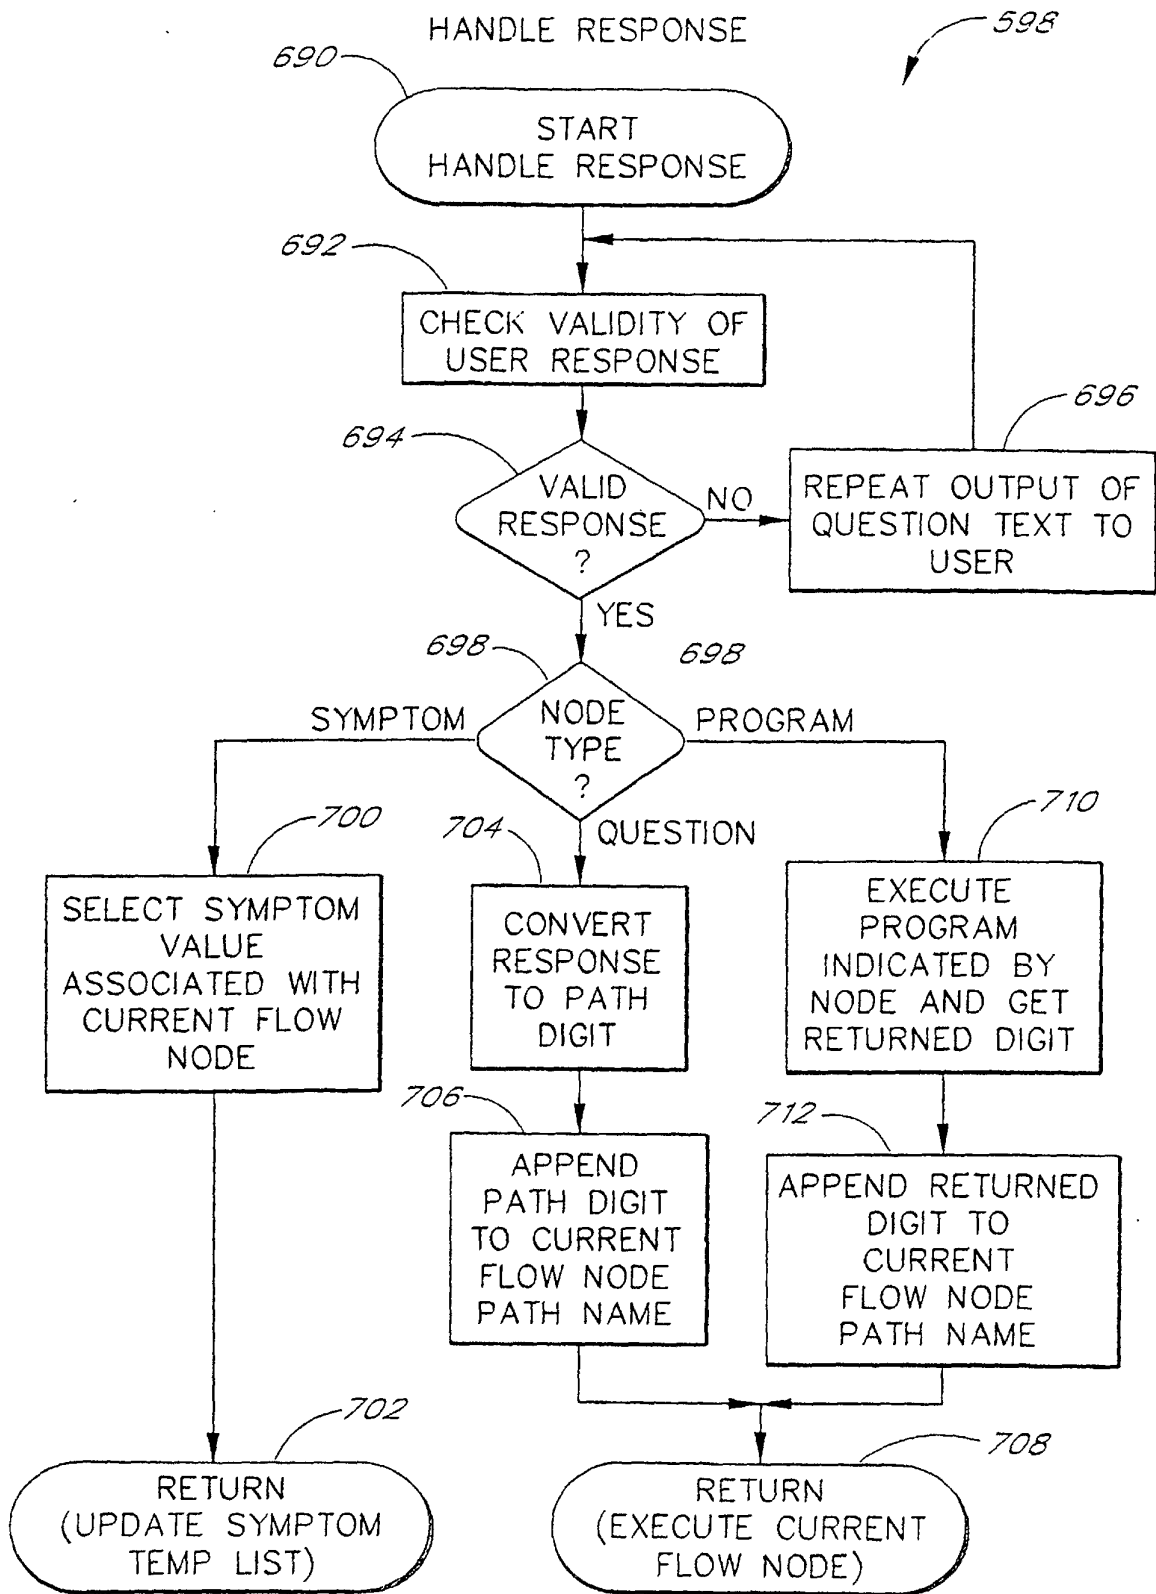 HANDLE RESPONSE
598
690
START
HANDLE RESPONSE
692
CHECK VALIDITY OF
USER RESPONSE
694
VALID
RESPONSE
?
NO
696
REPEAT OUTPUT OF
QUESTION TEXT TO
USER
YES
698
698
NODE
TYPE
?
SYMPTOM
PROGRAM
QUESTION
700
SELECT SYMPTOM
VALUE
ASSOCIATED WITH
CURRENT FLOW
NODE
704
CONVERT
RESPONSE
TO PATH
DIGIT
710
EXECUTE
PROGRAM
INDICATED BY
NODE AND GET
RETURNED DIGIT
706
APPEND
PATH DIGIT
TO CURRENT
FLOW NODE
PATH NAME
712
APPEND RETURNED
DIGIT TO
CURRENT
FLOW NODE
PATH NAME
702
RETURN
(UPDATE SYMPTOM
TEMP LIST)
708
RETURN
(EXECUTE CURRENT
FLOW NODE)